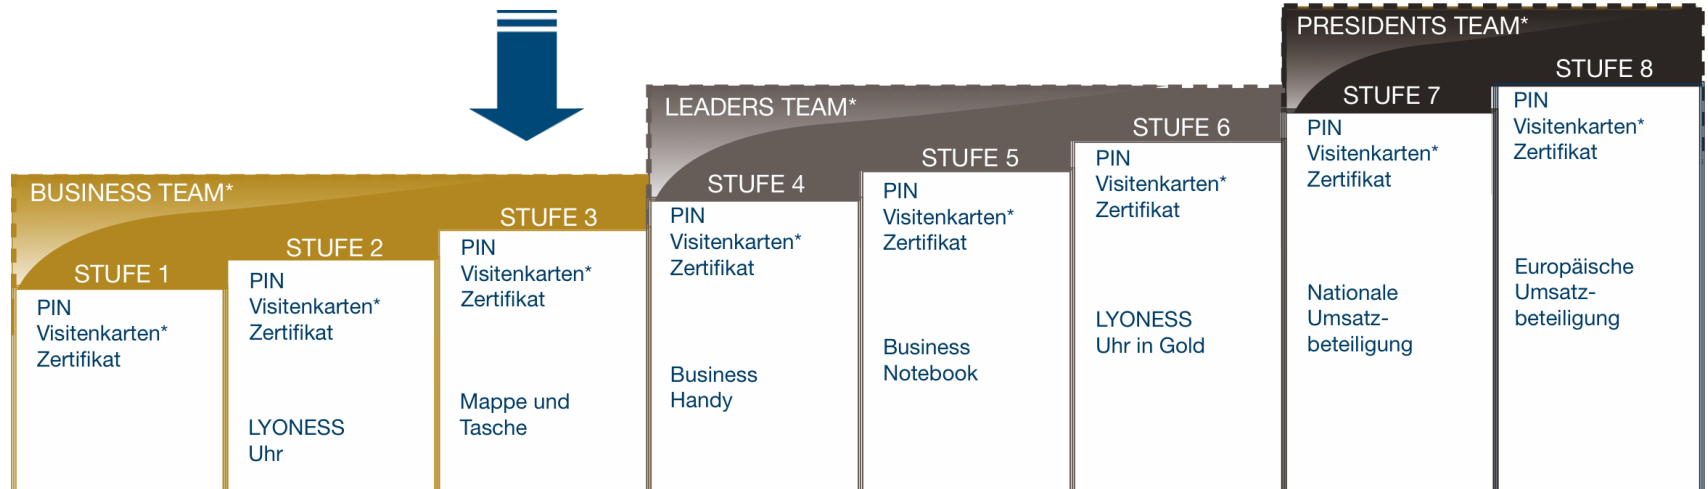 BUSINESS TEAM*
STUFE 1
PIN
Visitenkarten*
Zertifikat
STUFE 2
PIN
Visitenkarten*
Zertifikat
LYONESS
Uhr
STUFE 3
PIN
Visitenkarten*
Zertifikat
Mappe und
Tasche
LEADERS TEAM*
STUFE 4
PIN
Visitenkarten*
Zertifikat
Business
Handy
STUFE 5
PIN
Visitenkarten*
Zertifikat
Business
Notebook
STUFE 6
PIN
Visitenkarten*
Zertifikat
LYONESS
Uhr in Gold
PRESIDENTS TEAM*
STUFE 7
PIN
Visitenkarten*
Zertifikat
Nationale
Umsatz-
beteiligung
STUFE 8
PIN
Visitenkarten*
Zertifikat
Europäische
Umsatz-
beteiligung